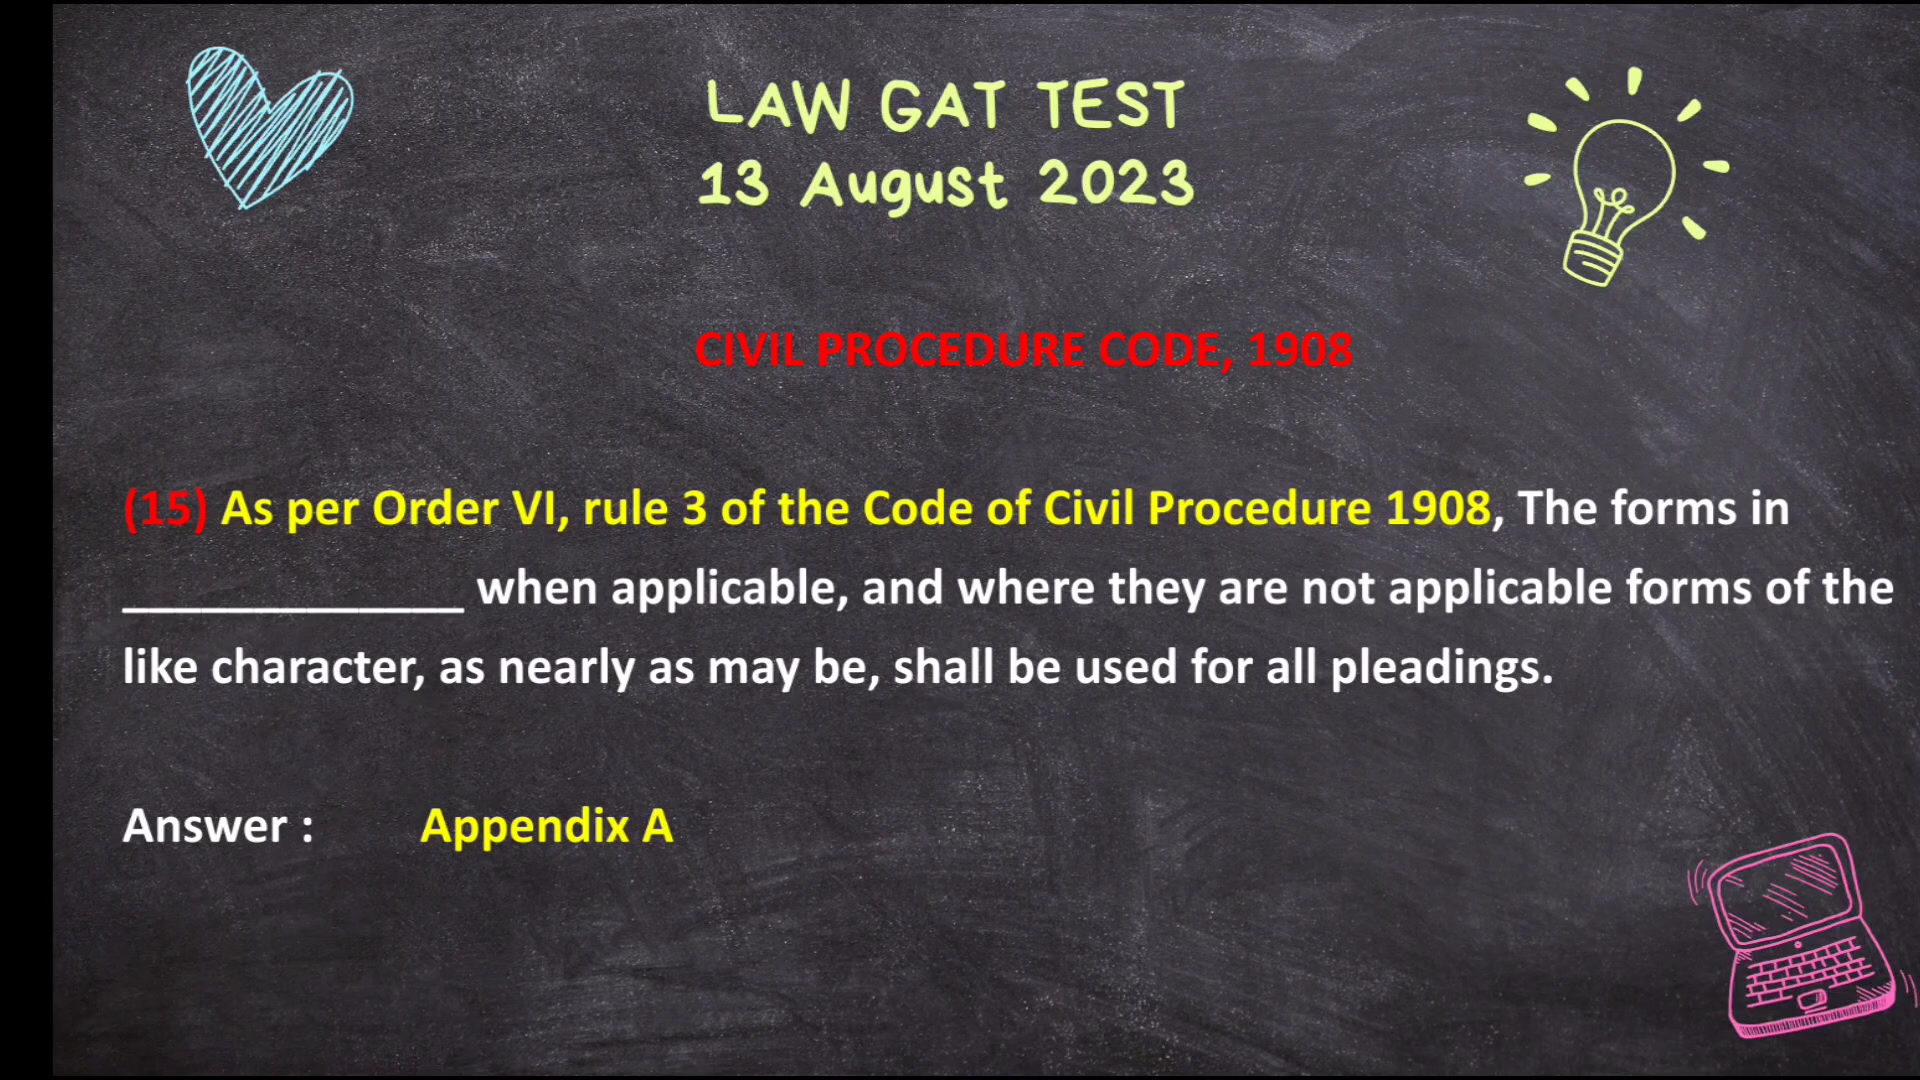 LAW GAT TEST
13 August 2023
CIVIL PROCEDURE CODE, 1908
(15) As per Order VI, rule 3 of the Code of Civil Procedure 1908, The forms in
______________ when applicable, and where they are not applicable forms of the
like character, as nearly as may be, shall be used for all pleadings.
Answer : Appendix A